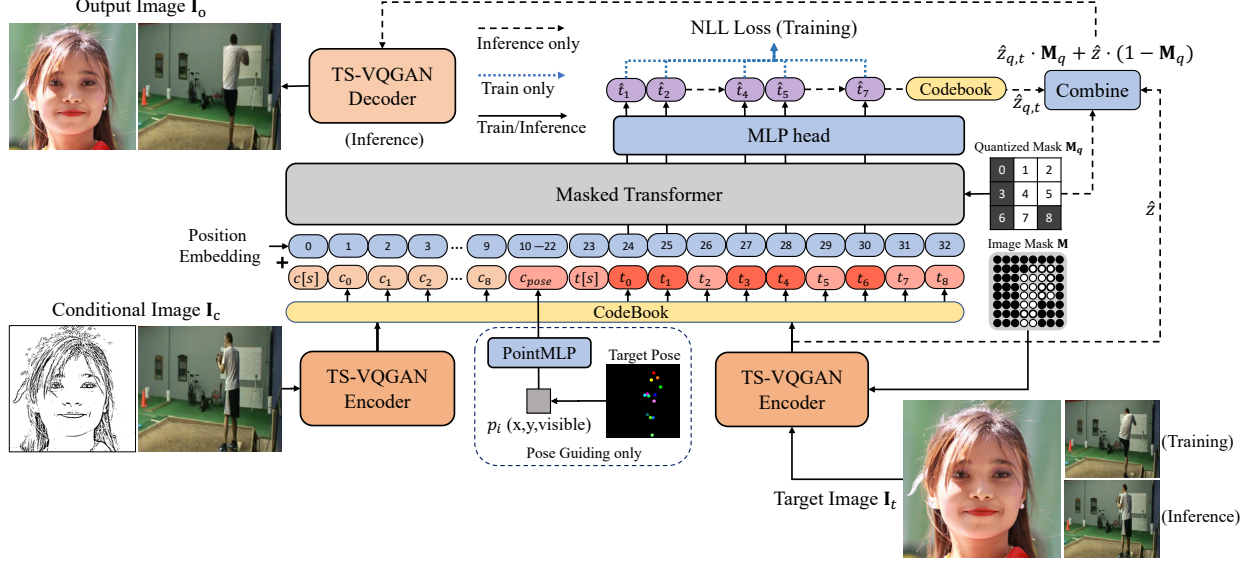 Output Image I_o
TS-VQGAN
Decoder
(Inference)
Inference only
Train only
Train/Inference
NLL Loss (Training)
t̂_1 t̂_2 t̂_4 t̂_5 t̂_7 Codebook
ẑ_{q,t}
ẑ_{q,t} · M_q + ẑ · (1 − M_q)
Combine
MLP head
Masked Transformer
Quantized Mask M_q
0 1 2
3 4 5
6 7 8
ẑ
Image Mask M
Position
Embedding
+
0 1 2 3 ... 9 10 —22 23 24 25 26 27 28 29 30 31 32
c[s] c_0 c_1 c_2 ... c_8 c_pose t[s] t_0 t_1 t_2 t_3 t_4 t_5 t_6 t_7 t_8
CodeBook
Conditional Image I_c
TS-VQGAN
Encoder
PointMLP
Target Pose
p_i (x,y,visible)
Pose Guiding only
TS-VQGAN
Encoder
Target Image I_t
(Training)
(Inference)